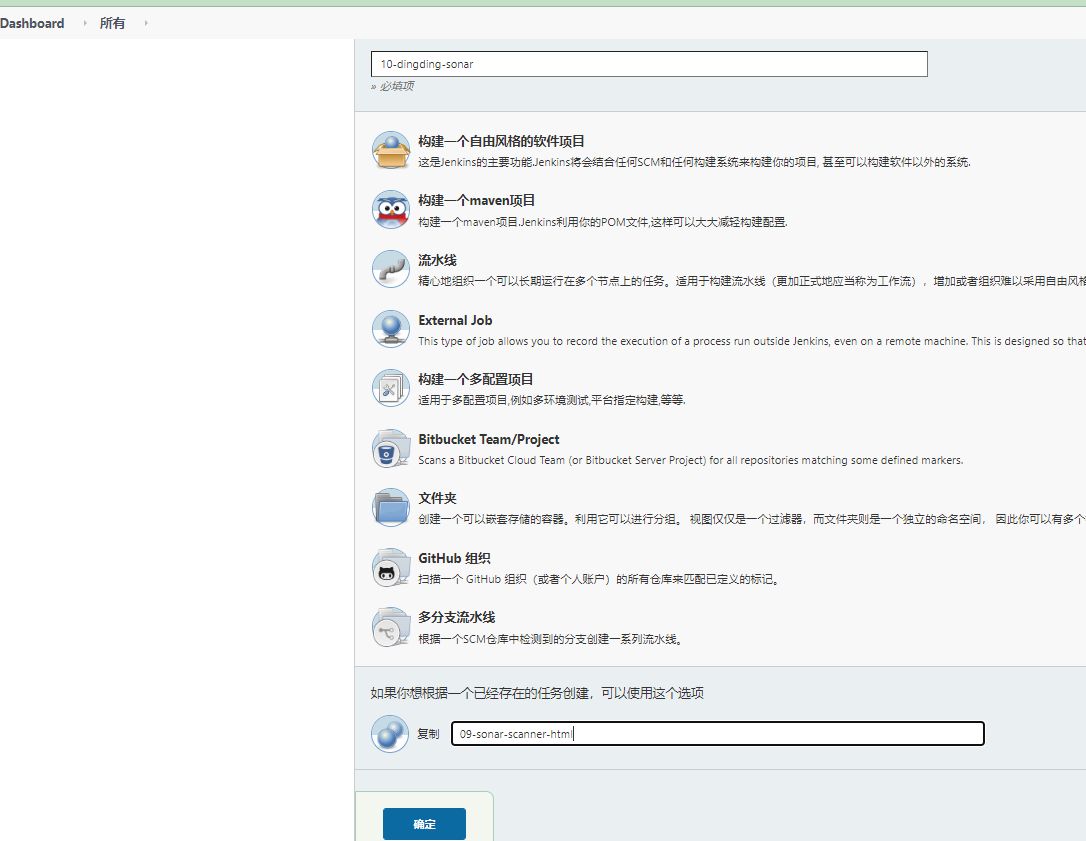 Dashboard 所有
10-dingding-sonar
» 必填项
构建一个自由风格的软件项目
这是Jenkins的主要功能.Jenkins将会结合任何SCM和任何构建系统来构建你的项目, 甚至可以构建软件以外的系统.
构建一个maven项目
构建一个maven项目.Jenkins利用你的POM文件,这样可以大大减轻构建配置.
流水线
精心地组织一个可以长期运行在多个节点上的任务。适用于构建流水线（更加正式地应当称为工作流），增加或者组织难以采用自由风格
External Job
This type of job allows you to record the execution of a process run outside Jenkins, even on a remote machine. This is designed so that
构建一个多配置项目
适用于多配置项目,例如多环境测试,平台指定构建,等等.
Bitbucket Team/Project
Scans a Bitbucket Cloud Team (or Bitbucket Server Project) for all repositories matching some defined markers.
文件夹
创建一个可以嵌套存储的容器。利用它可以进行分组。 视图仅仅是一个过滤器，而文件夹则是一个独立的命名空间， 因此你可以有多个
GitHub 组织
扫描一个 GitHub 组织（或者个人账户）的所有仓库来匹配已定义的标记。
多分支流水线
根据一个SCM仓库中检测到的分支创建一系列流水线。
如果你想根据一个已经存在的任务创建，可以使用这个选项
复制 09-sonar-scanner-html
确定